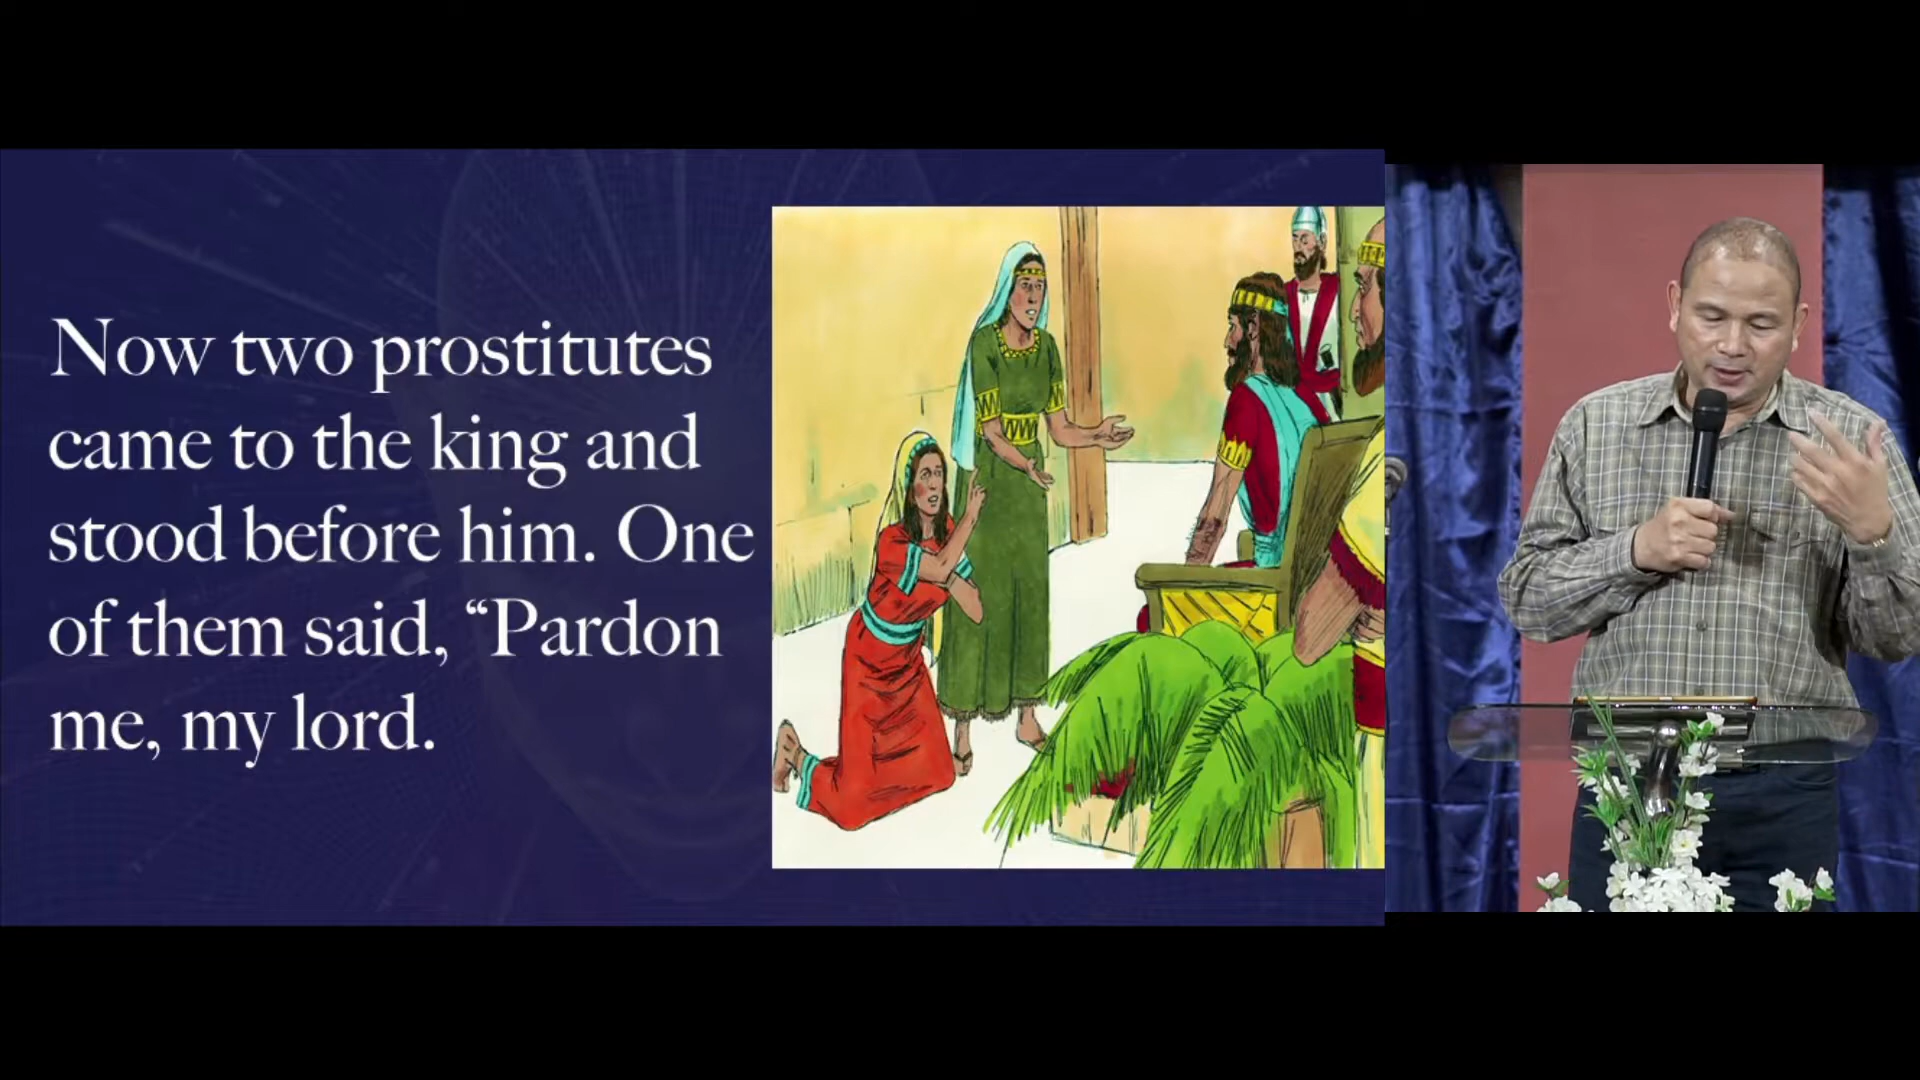 Now two prostitutes
came to the king and
stood before him. One
of them said, “Pardon
me, my lord.